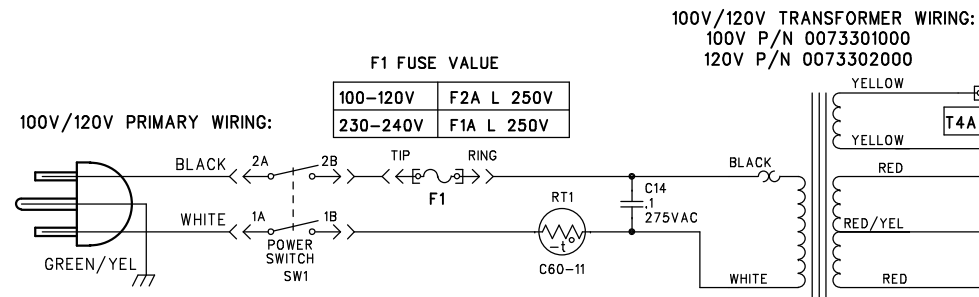 100V/120V TRANSFORMER WIRING:
100V P/N 0073301000
120V P/N 0073302000
F1 FUSE VALUE
100-120V F2A L 250V
230-240V F1A L 250V
100V/120V PRIMARY WIRING:
YELLOW
T4A
YELLOW
BLACK
2A
2B
TIP
RING
F1
BLACK
RED
C14
.1
275VAC
RT1
WHITE
1A
1B
-t°
RED/YEL
POWER
SWITCH
SW1
GREEN/YEL
C60-11
WHITE
RED